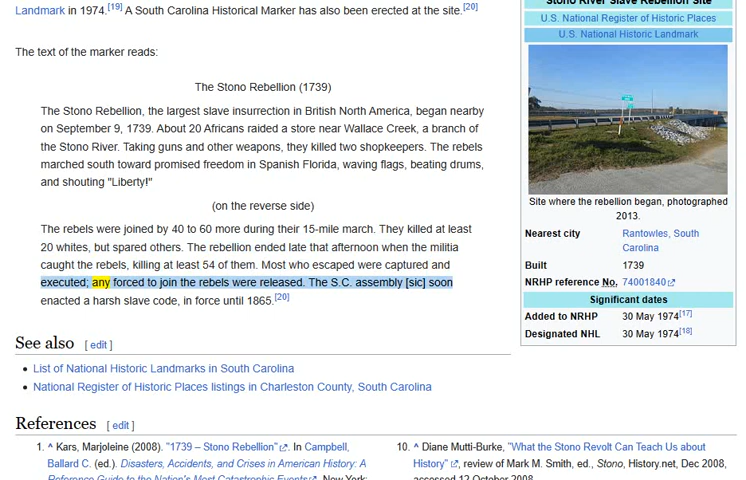 Landmark in 1974.[19] A South Carolina Historical Marker has also been erected at the site.[20]
The text of the marker reads:
The Stono Rebellion (1739)
The Stono Rebellion, the largest slave insurrection in British North America, began nearby
on September 9, 1739. About 20 Africans raided a store near Wallace Creek, a branch of
the Stono River. Taking guns and other weapons, they killed two shopkeepers. The rebels
marched south toward promised freedom in Spanish Florida, waving flags, beating drums,
and shouting "Liberty!"
(on the reverse side)
The rebels were joined by 40 to 60 more during their 15-mile march. They killed at least
20 whites, but spared others. The rebellion ended late that afternoon when the militia
caught the rebels, killing at least 54 of them. Most who escaped were captured and
executed; any forced to join the rebels were released. The S.C. assembly [sic] soon
enacted a harsh slave code, in force until 1865.[20]
See also [ edit ]
• List of National Historic Landmarks in South Carolina
• National Register of Historic Places listings in Charleston County, South Carolina
References [ edit ]
1. ^ Kars, Marjoleine (2008). "1739 – Stono Rebellion". In Campbell,
Ballard C. (ed.). Disasters, Accidents, and Crises in American History: A
Reference Guide to the Nation's Most Catastrophic Events. New York:
10. ^ Diane Mutti-Burke, "What the Stono Revolt Can Teach Us about
History", review of Mark M. Smith, ed., Stono, History.net, Dec 2008,
accessed 12 October 2008
Stono River Slave Rebellion Site
U.S. National Register of Historic Places
U.S. National Historic Landmark
Site where the rebellion began, photographed
2013.
Nearest city Rantowles, South
Carolina
Built 1739
NRHP reference No. 74001840
Significant dates
Added to NRHP 30 May 1974[17]
Designated NHL 30 May 1974[18]